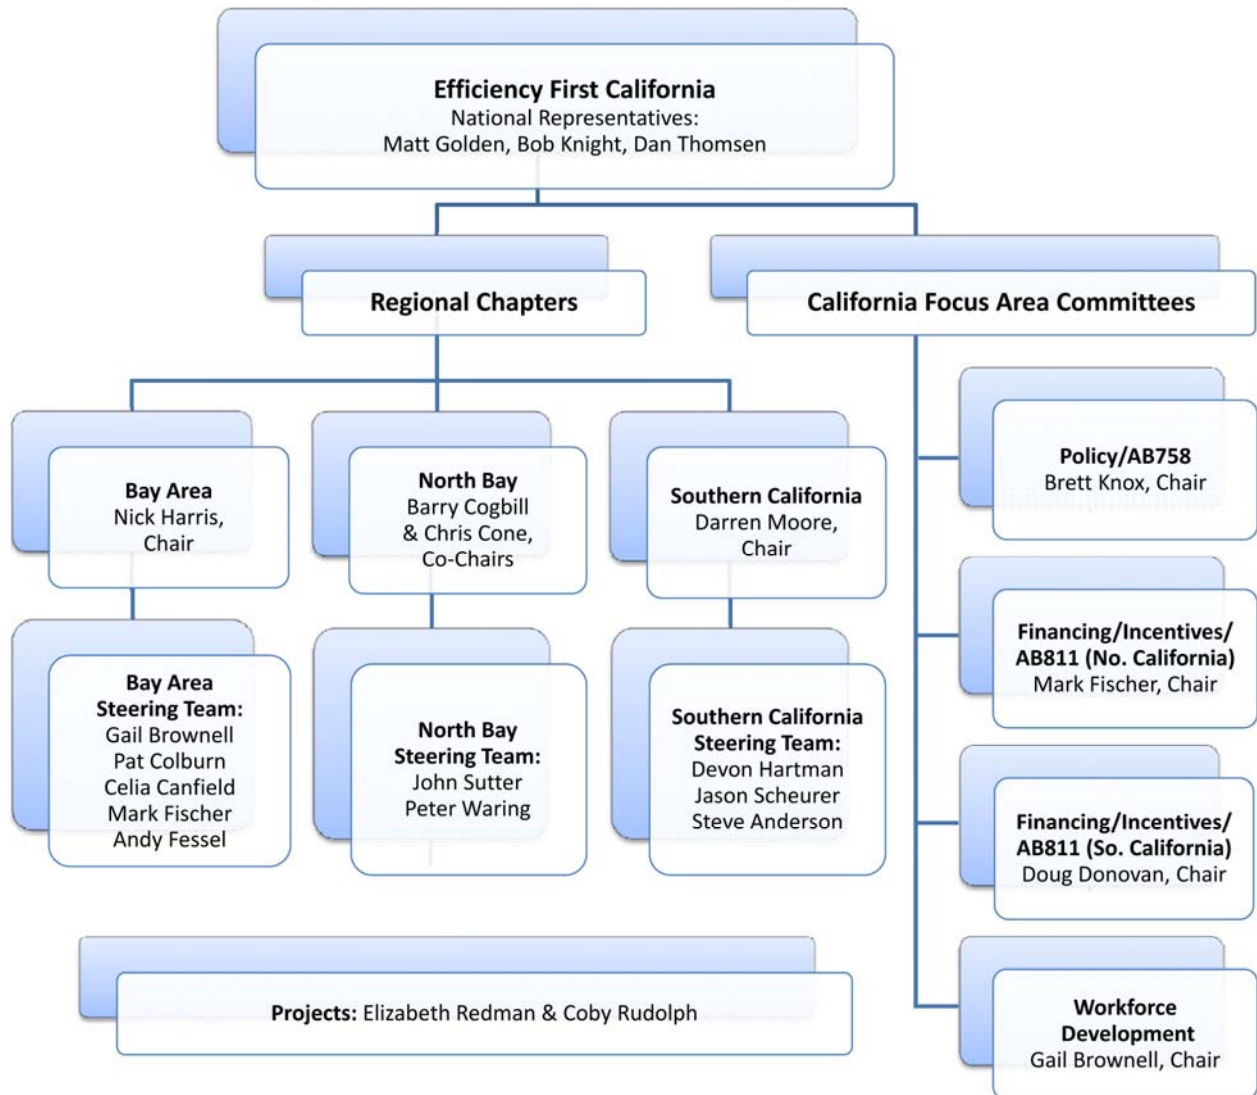 Efficiency First California
National Representatives:
Matt Golden, Bob Knight, Dan Thomsen
Regional Chapters
California Focus Area Committees
Bay Area
Nick Harris,
Chair
North Bay
Barry Cogbill
& Chris Cone,
Co-Chairs
Southern California
Darren Moore,
Chair
Bay Area
Steering Team:
Gail Brownell
Pat Colburn
Celia Canfield
Mark Fischer
Andy Fessel
North Bay
Steering Team:
John Sutter
Peter Waring
Southern California
Steering Team:
Devon Hartman
Jason Scheurer
Steve Anderson
Policy/AB758
Brett Knox, Chair
Financing/Incentives/
AB811 (No. California)
Mark Fischer, Chair
Financing/Incentives/
AB811 (So. California)
Doug Donovan, Chair
Workforce
Development
Gail Brownell, Chair
Projects: Elizabeth Redman & Coby Rudolph